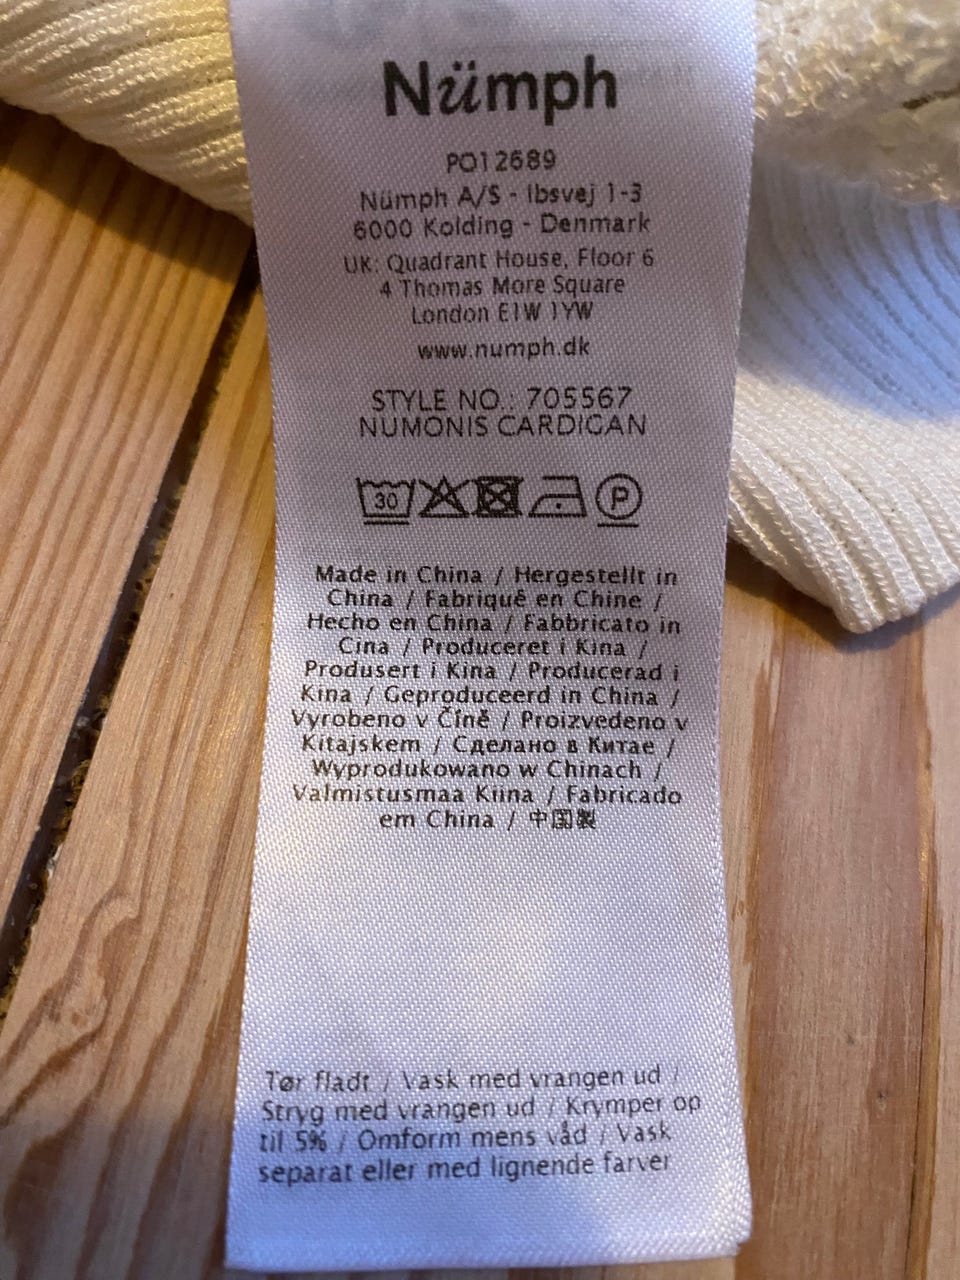 Nümph
PO12689
Nümph A/S - Ibsvej 1-3
6000 Kolding - Denmark
UK: Quadrant House, Floor 6
4 Thomas More Square
London E1W 1YW
www.numph.dk
STYLE NO.: 705567
NUMONIS CARDIGAN
30
P
Made in China / Hergestellt in
China / Fabriquê en Chine /
Hecho en China / Fabbricato in
Cina / Produceret i Kina /
Produsert i Kina / Producerad i
Kina / Geproduceerd in China /
Vyrobeno v Číně / Proizvedeno v
Kitajskem / Сделано в Китае /
Wyprodukowano w Chinach /
Valmistusmaa Kiina / Fabricado
em China / 中国製
Tør fladt / Vask med vrangen ud /
Stryg med vrangen ud / Krymper op
til 5% / Omform mens våd / Vask
separat eller med lignende farver